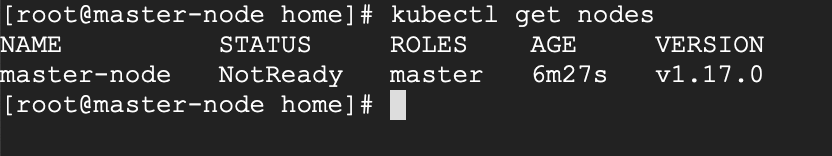 [root@master-node home]# kubectl get nodes
NAME STATUS ROLES AGE VERSION
master-node NotReady master 6m27s v1.17.0
[root@master-node home]#